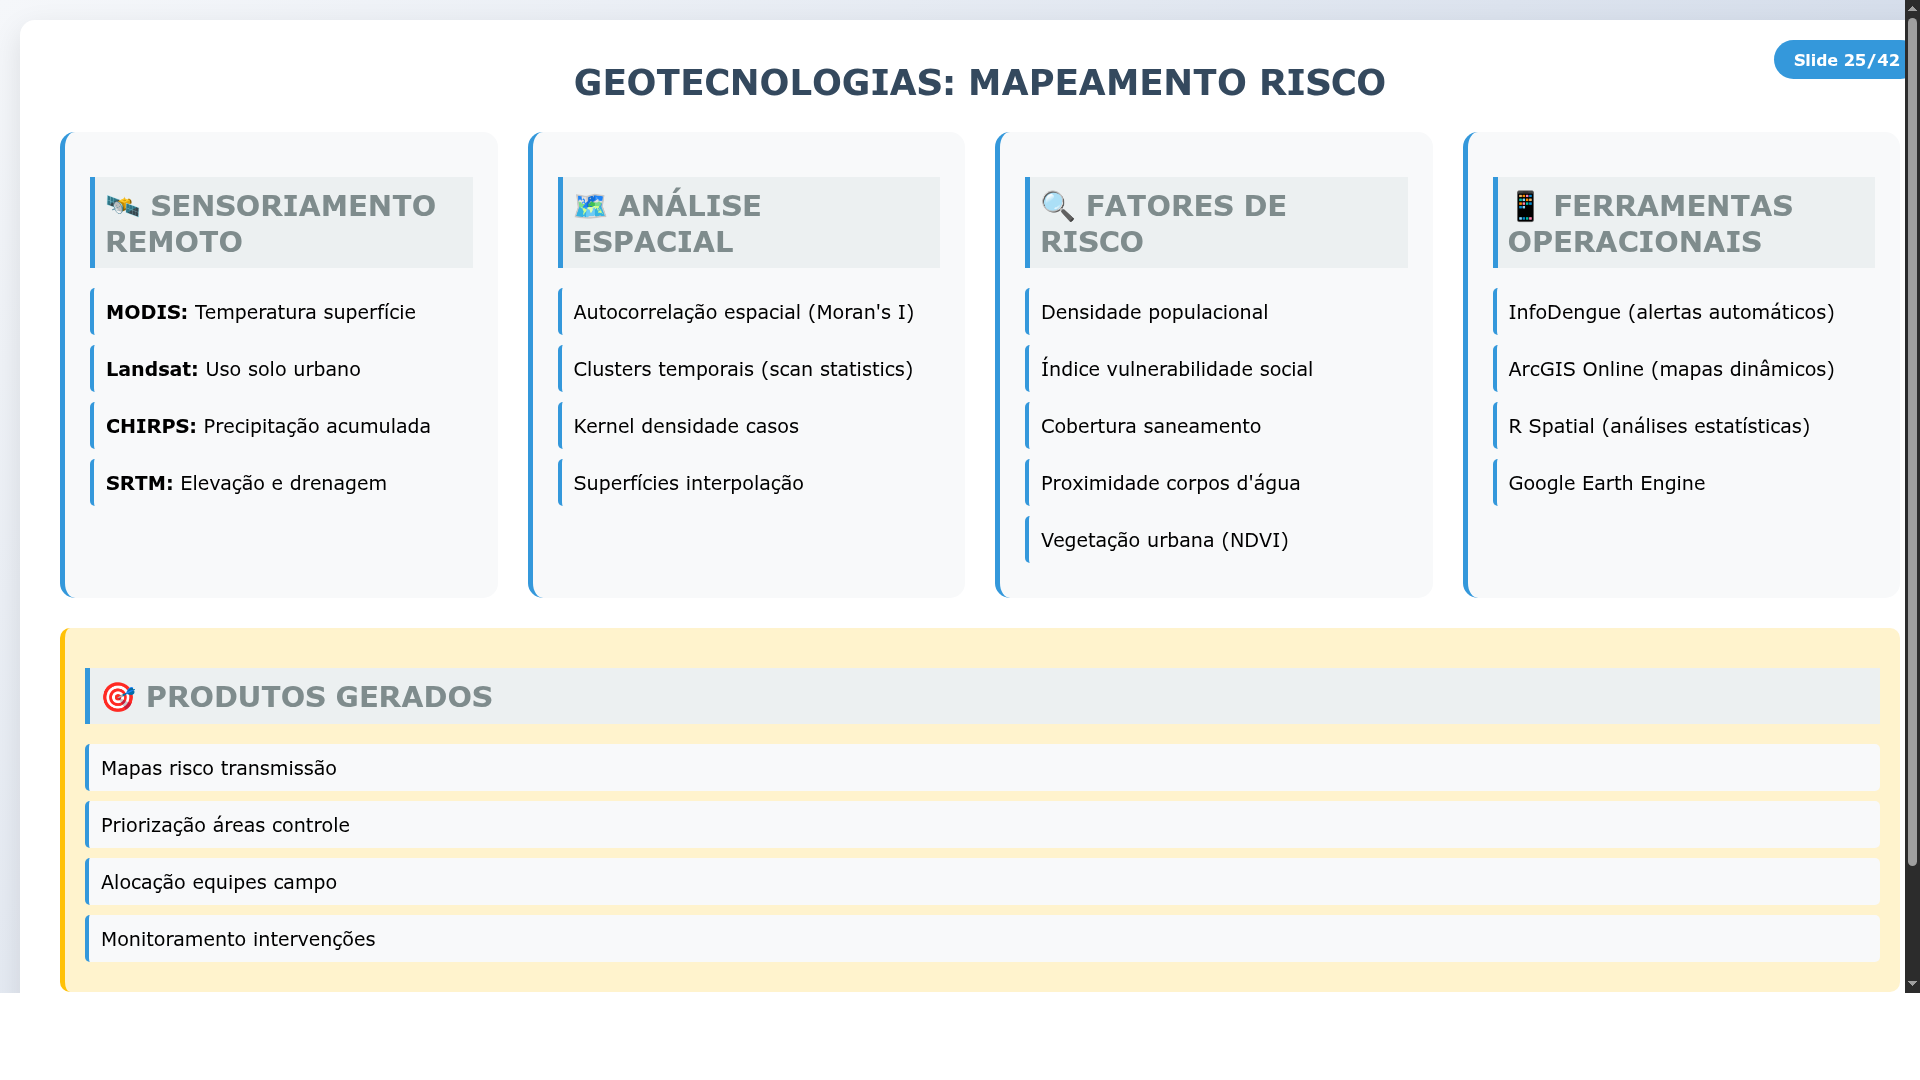 Slide 25/42
GEOTECNOLOGIAS: MAPEAMENTO RISCO
🛰️ SENSORIAMENTO
REMOTO
MODIS: Temperatura superfície
Landsat: Uso solo urbano
CHIRPS: Precipitação acumulada
SRTM: Elevação e drenagem
🗺️ ANÁLISE
ESPACIAL
Autocorrelação espacial (Moran's I)
Clusters temporais (scan statistics)
Kernel densidade casos
Superfícies interpolação
🔍 FATORES DE
RISCO
Densidade populacional
Índice vulnerabilidade social
Cobertura saneamento
Proximidade corpos d'água
Vegetação urbana (NDVI)
📱 FERRAMENTAS
OPERACIONAIS
InfoDengue (alertas automáticos)
ArcGIS Online (mapas dinâmicos)
R Spatial (análises estatísticas)
Google Earth Engine
🎯 PRODUTOS GERADOS
Mapas risco transmissão
Priorização áreas controle
Alocação equipes campo
Monitoramento intervenções